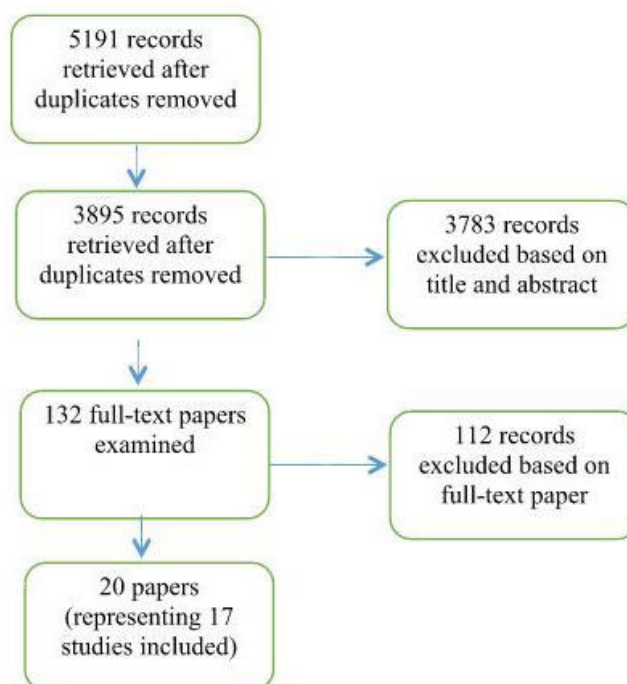 5191 records
retrieved after
duplicates removed
3895 records
retrieved after
duplicates removed
3783 records
excluded based on
title and abstract
132 full-text papers
examined
112 records
excluded based on
full-text paper
20 papers
(representing 17
studies included)